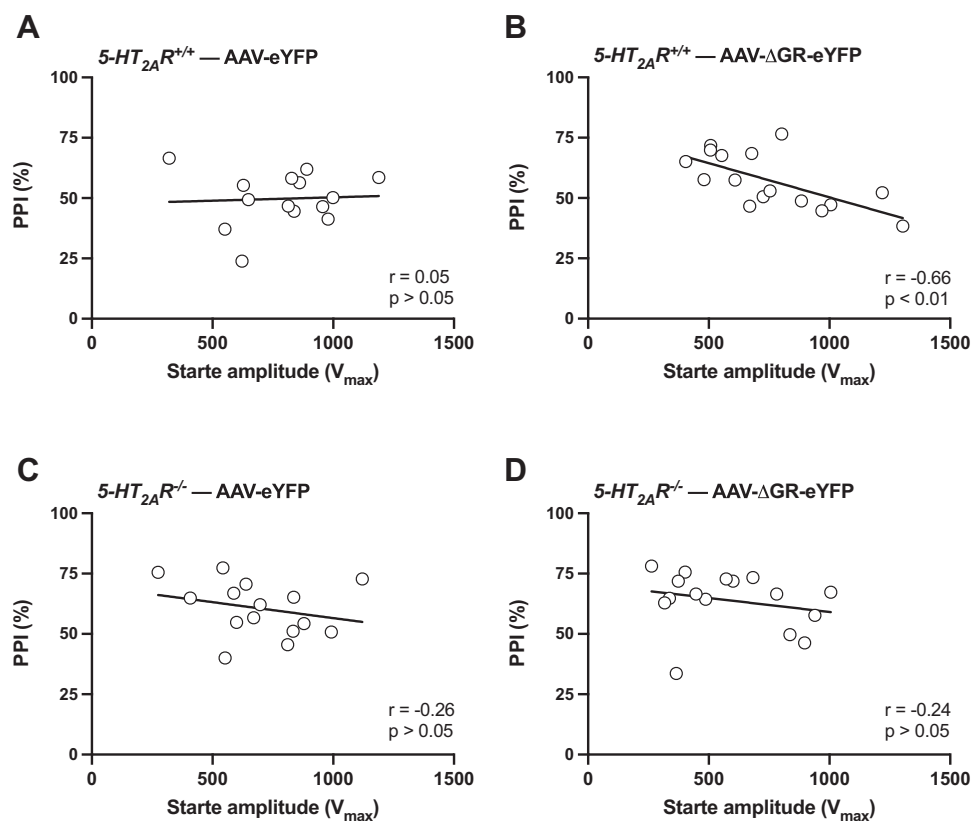 A
5-HT2AR+/+ — AAV-eYFP
100
75
50
25
0
PPI (%)
r = 0.05
p > 0.05
0 500 1000 1500
Starte amplitude (Vmax)
B
5-HT2AR+/+ — AAV-ΔGR-eYFP
100
75
50
25
0
PPI (%)
r = -0.66
p < 0.01
0 500 1000 1500
Starte amplitude (Vmax)
C
5-HT2AR-/- — AAV-eYFP
100
75
50
25
0
PPI (%)
r = -0.26
p > 0.05
0 500 1000 1500
Starte amplitude (Vmax)
D
5-HT2AR-/- — AAV-ΔGR-eYFP
100
75
50
25
0
PPI (%)
r = -0.24
p > 0.05
0 500 1000 1500
Starte amplitude (Vmax)